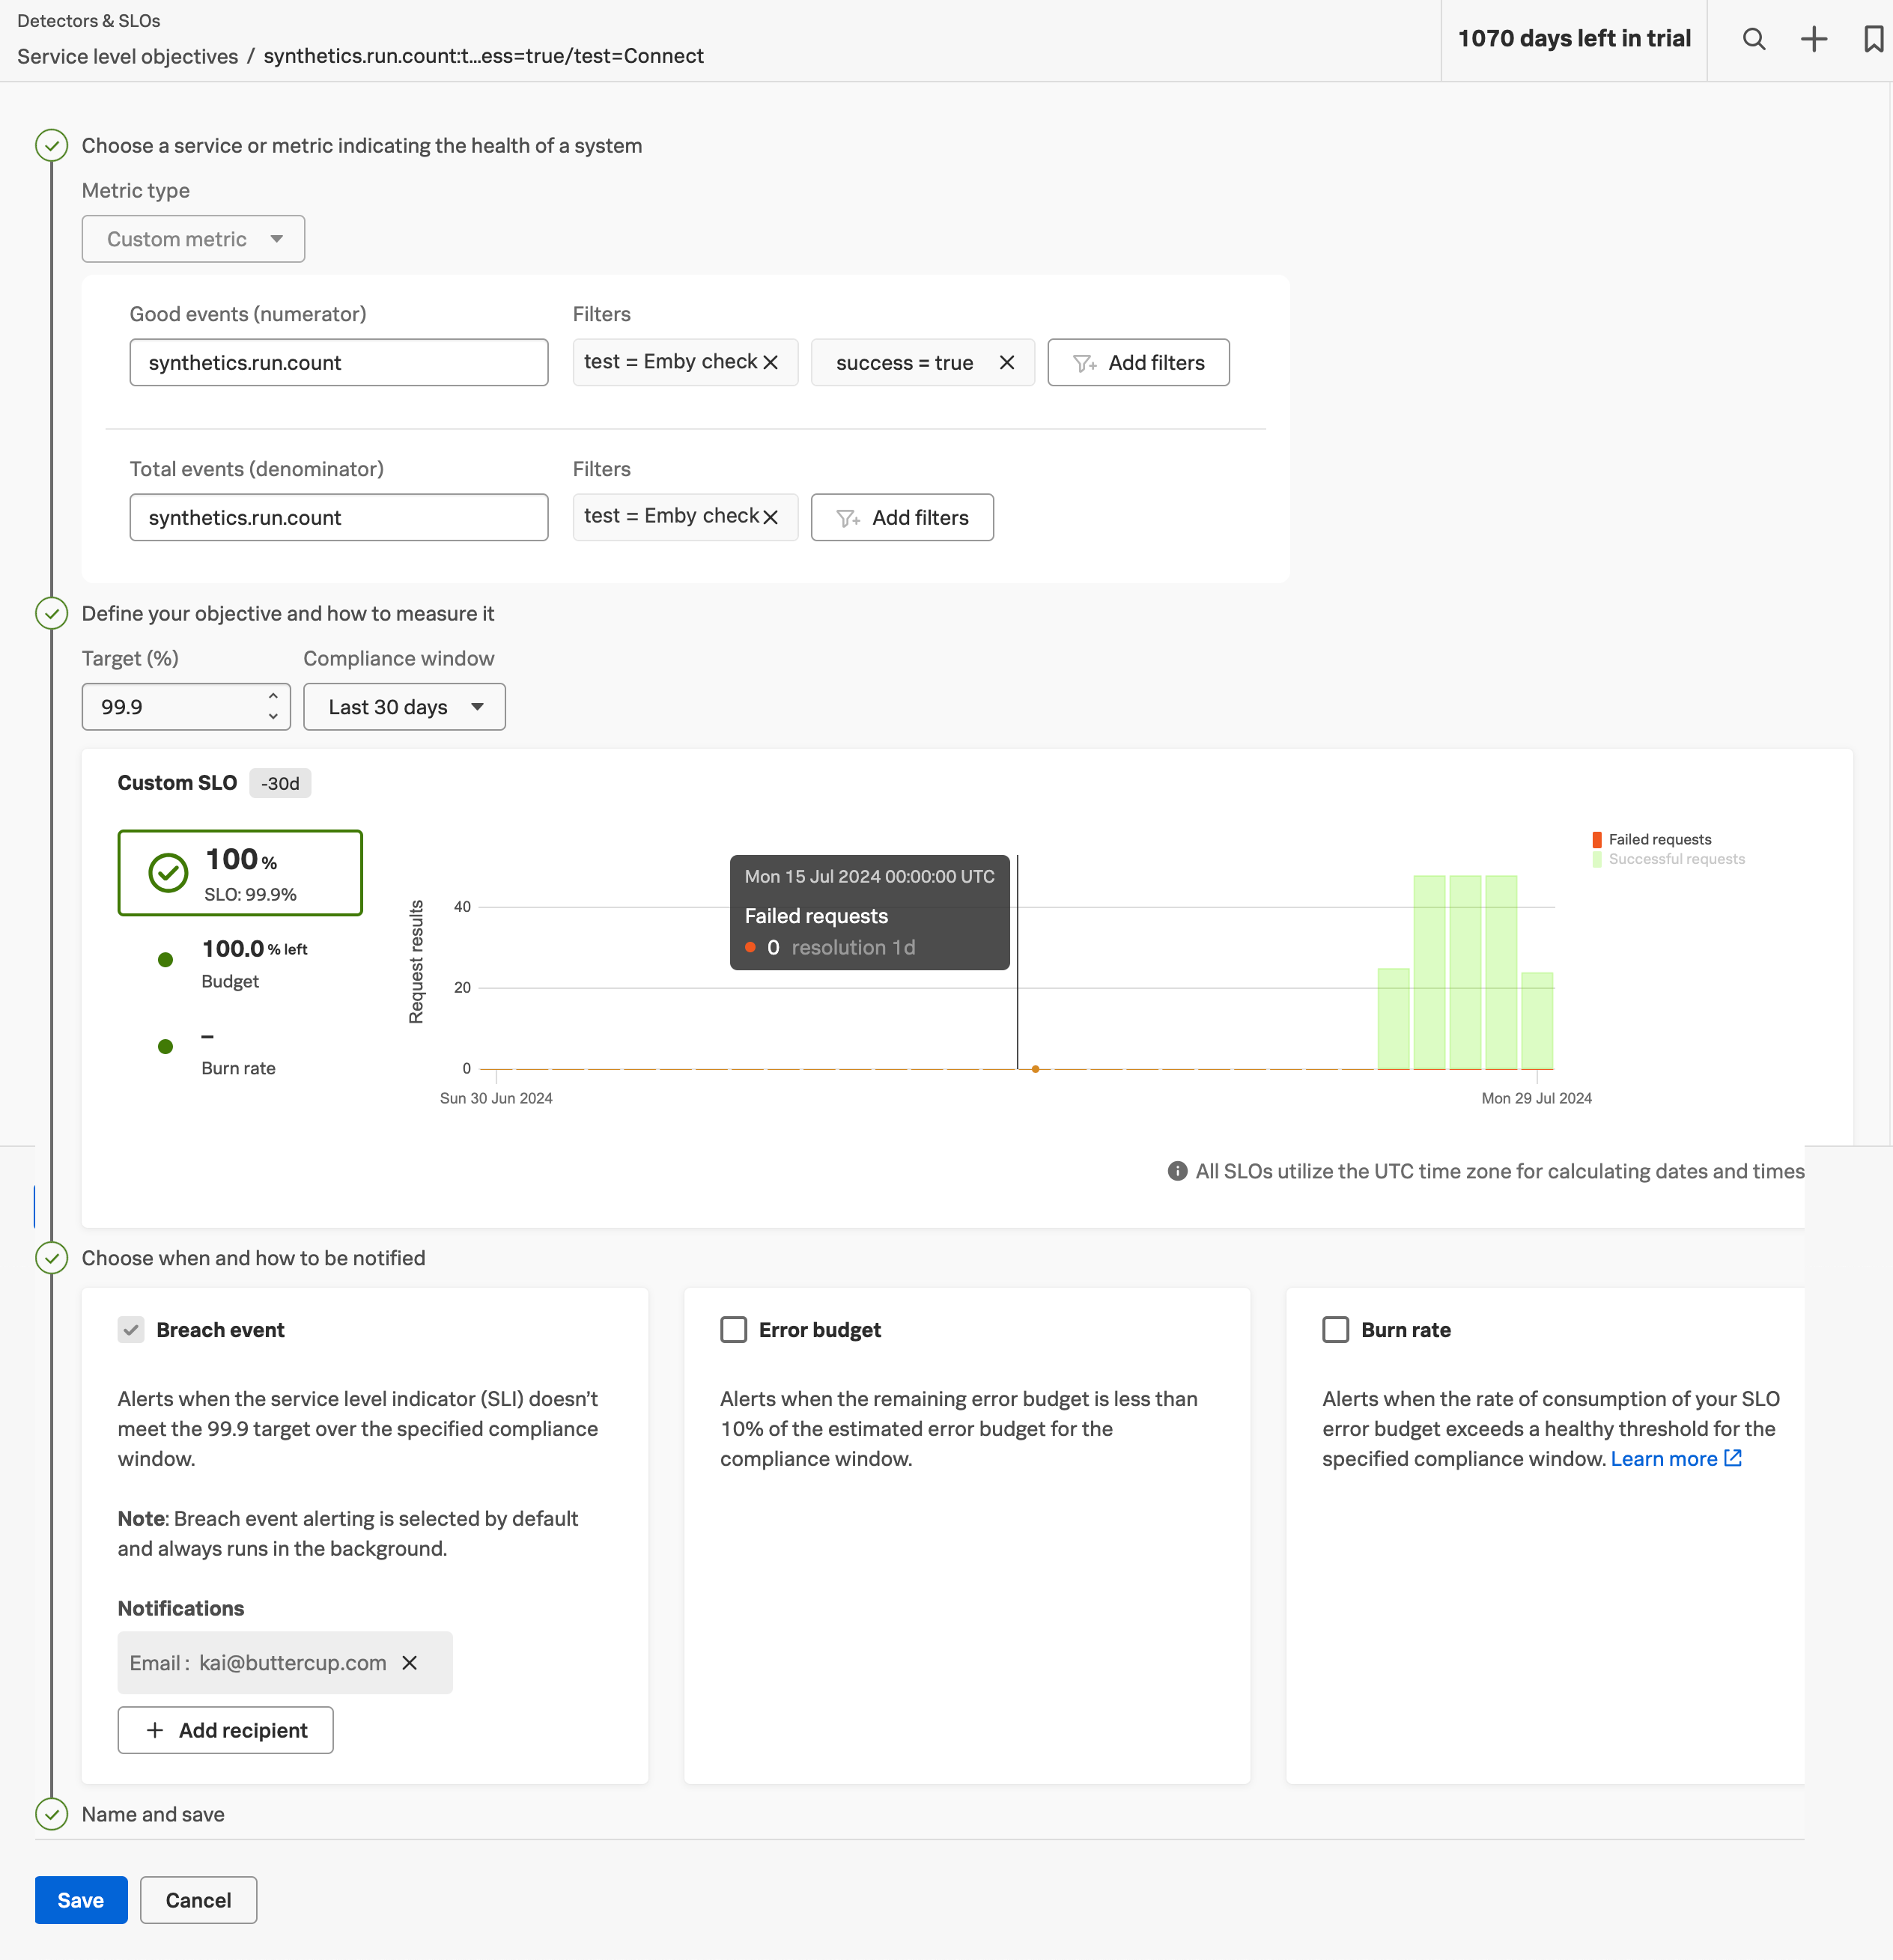 Detectors & SLOs
Service level objectives / synthetics.run.count:t...ess=true/test=Connect
1070 days left in trial
Choose a service or metric indicating the health of a system
Metric type
Custom metric
Good events (numerator)
Filters
synthetics.run.count
test = Emby check
success = true
Add filters
Total events (denominator)
Filters
synthetics.run.count
test = Emby check
Add filters
Define your objective and how to measure it
Target (%)
Compliance window
99.9
Last 30 days
Custom SLO
-30d
100 %
SLO: 99.9%
100.0 % left
Budget
–
Burn rate
Request results
40
20
0
Mon 15 Jul 2024 00:00:00 UTC
Failed requests
0 resolution 1d
Sun 30 Jun 2024
Mon 29 Jul 2024
Failed requests
Successful requests
All SLOs utilize the UTC time zone for calculating dates and times
Choose when and how to be notified
Breach event
Alerts when the service level indicator (SLI) doesn't
meet the 99.9 target over the specified compliance
window.
Note: Breach event alerting is selected by default
and always runs in the background.
Notifications
Email : kai@buttercup.com
Add recipient
Error budget
Alerts when the remaining error budget is less than
10% of the estimated error budget for the
compliance window.
Burn rate
Alerts when the rate of consumption of your SLO
error budget exceeds a healthy threshold for the
specified compliance window. Learn more
Name and save
Save
Cancel